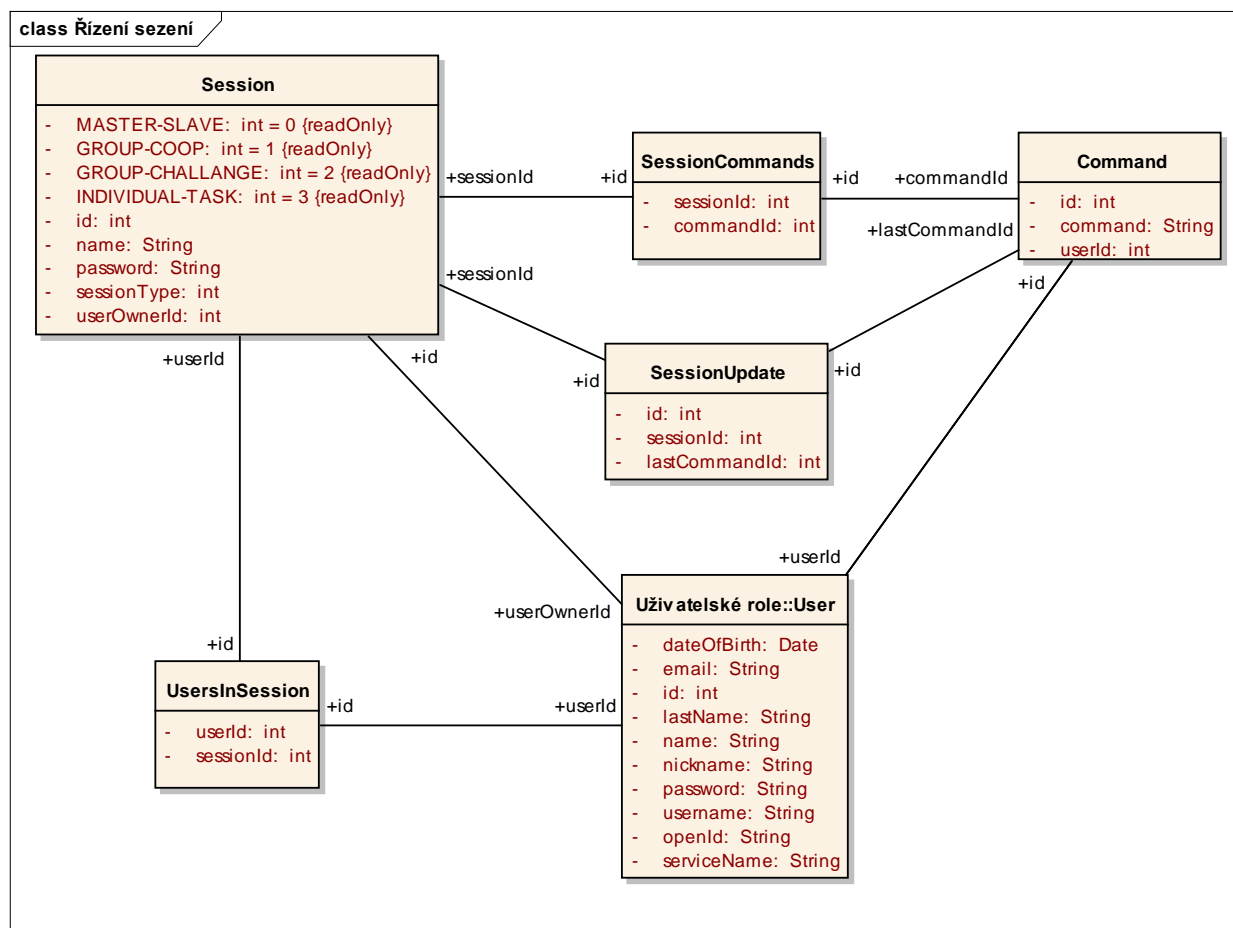 class Řízení sezení
Session
- MASTER-SLAVE: int = 0 {readOnly}
- GROUP-COOP: int = 1 {readOnly}
- GROUP-CHALLANGE: int = 2 {readOnly}
- INDIVIDUAL-TASK: int = 3 {readOnly}
- id: int
- name: String
- password: String
- sessionType: int
- userOwnerId: int
+sessionId
+id
SessionCommands
- sessionId: int
- commandId: int
+id
+commandId
Command
- id: int
- command: String
- userId: int
+lastCommandId
+sessionId
+id
+userId
+id
+id
SessionUpdate
- id: int
- sessionId: int
- lastCommandId: int
+id
+userId
+userOwnerId
Uživatelské role::User
- dateOfBirth: Date
- email: String
- id: int
- lastName: String
- name: String
- nickname: String
- password: String
- username: String
- openId: String
- serviceName: String
+id
UsersInSession
- userId: int
- sessionId: int
+id
+userId